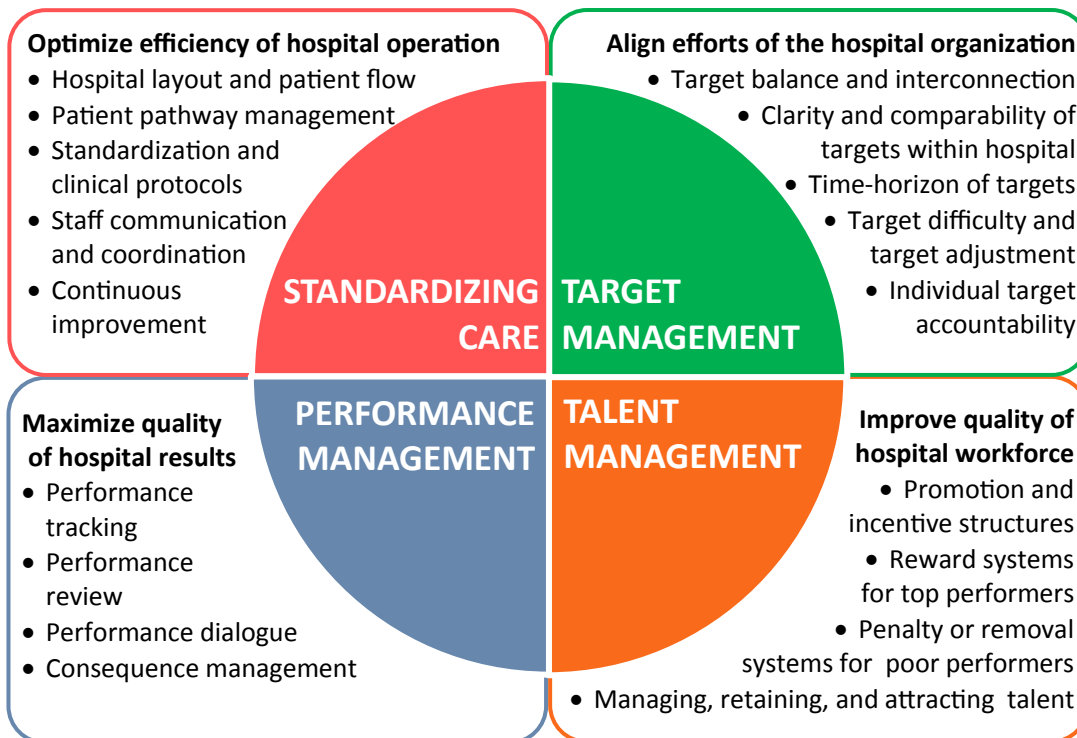 Optimize efficiency of hospital operation
• Hospital layout and patient flow
• Patient pathway management
• Standardization and
clinical protocols
• Staff communication
and coordination
• Continuous
improvement
STANDARDIZING
CARE
Align efforts of the hospital organization
• Target balance and interconnection
• Clarity and comparability of
targets within hospital
• Time-horizon of targets
• Target difficulty and
target adjustment
• Individual target
accountability
TARGET
MANAGEMENT
Maximize quality
of hospital results
• Performance
tracking
• Performance
review
• Performance dialogue
• Consequence management
PERFORMANCE
MANAGEMENT
TALENT
MANAGEMENT
Improve quality of
hospital workforce
• Promotion and
incentive structures
• Reward systems
for top performers
• Penalty or removal
systems for poor performers
• Managing, retaining, and attracting talent